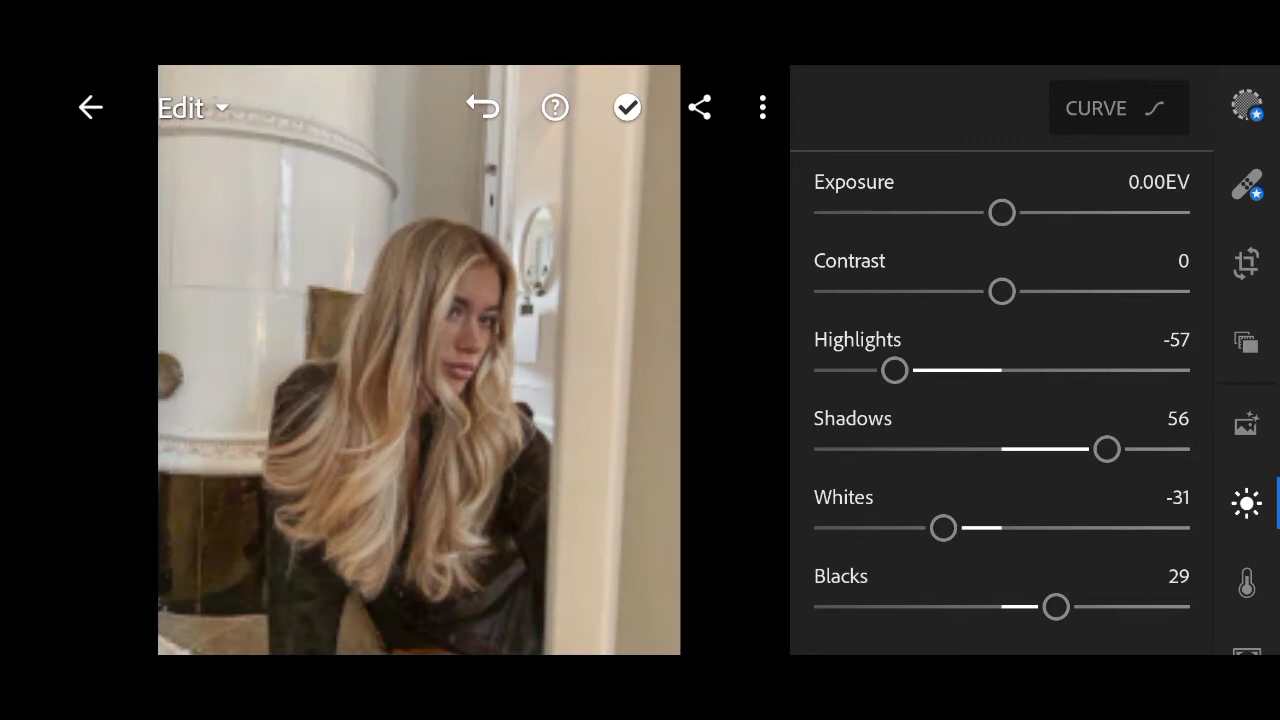 Edit
CURVE
Exposure 0.00EV
Contrast 0
Highlights -57
Shadows 56
Whites -31
Blacks 29